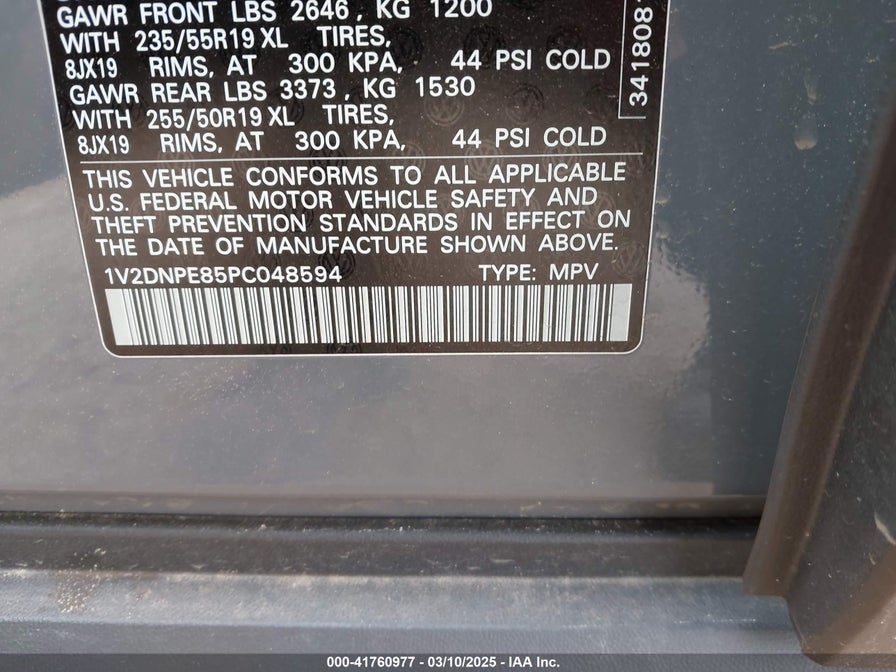 GAWR FRONT LBS 2646 , KG 1200
WITH 235/55R19 XL TIRES,
8JX19 RIMS, AT 300 KPA, 44 PSI COLD
GAWR REAR LBS 3373 , KG 1530
WITH 255/50R19 XL TIRES,
8JX19 RIMS, AT 300 KPA, 44 PSI COLD
THIS VEHICLE CONFORMS TO ALL APPLICABLE
U.S. FEDERAL MOTOR VEHICLE SAFETY AND
THEFT PREVENTION STANDARDS IN EFFECT ON
THE DATE OF MANUFACTURE SHOWN ABOVE.
1V2DNPE85PC048594 TYPE: MPV
000-41760977 - 03/10/2025 - IAA Inc.